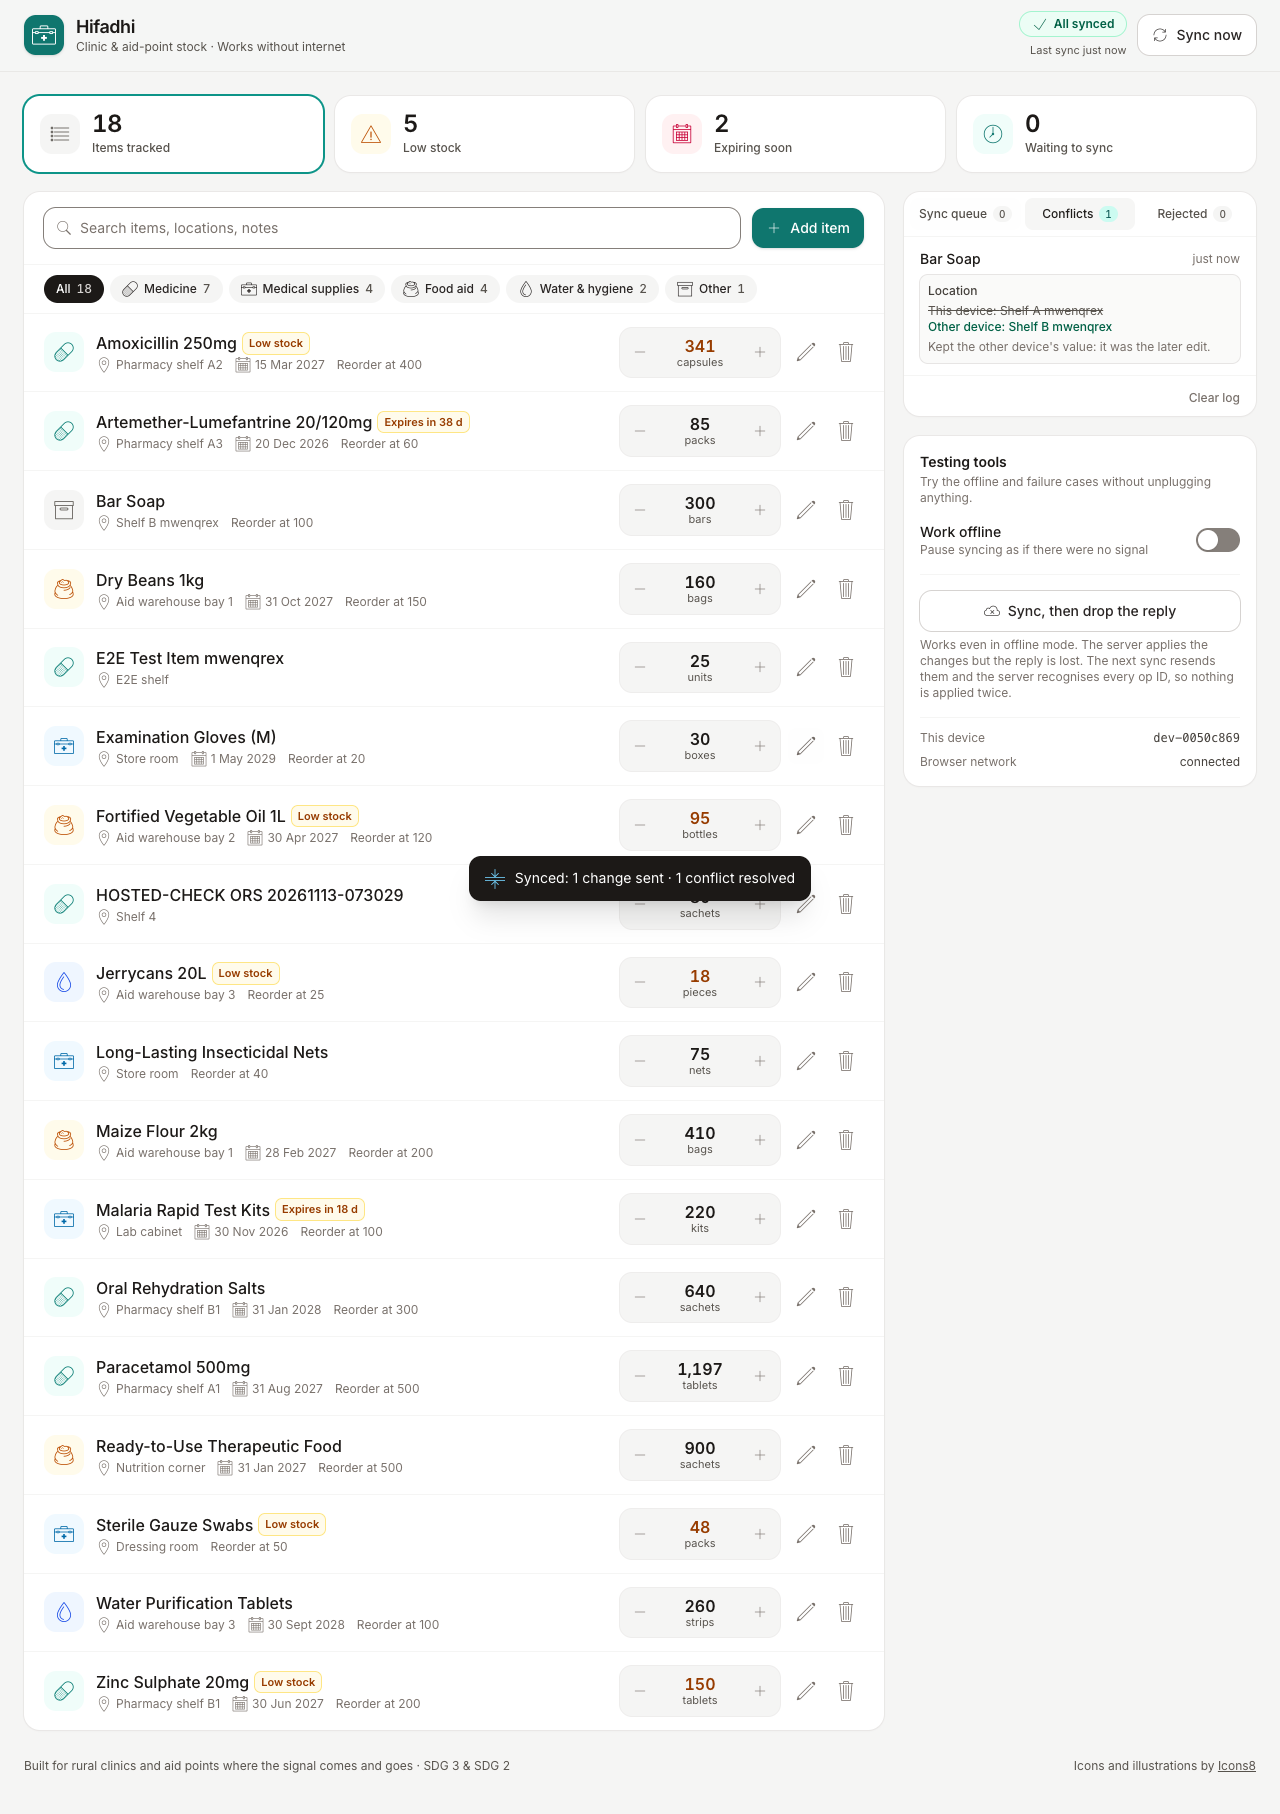 Hifadhi
Clinic & aid-point stock · Works without internet
All synced
Last sync just now
Sync now
18
Items tracked
5
Low stock
2
Expiring soon
0
Waiting to sync
Search items, locations, notes
Add item
All 18
Medicine 7
Medical supplies 4
Food aid 4
Water & hygiene 2
Other 1
Amoxicillin 250mg Low stock
Pharmacy shelf A2 15 Mar 2027 Reorder at 400
341
capsules
Artemether-Lumefantrine 20/120mg Expires in 38 d
Pharmacy shelf A3 20 Dec 2026 Reorder at 60
85
packs
Bar Soap
Shelf B mwenqrex Reorder at 100
300
bars
Dry Beans 1kg
Aid warehouse bay 1 31 Oct 2027 Reorder at 150
160
bags
E2E Test Item mwenqrex
E2E shelf
25
units
Examination Gloves (M)
Store room 1 May 2029 Reorder at 20
30
boxes
Fortified Vegetable Oil 1L Low stock
Aid warehouse bay 2 30 Apr 2027 Reorder at 120
95
bottles
HOSTED-CHECK ORS 20261113-073029
Shelf 4
sachets
Synced: 1 change sent · 1 conflict resolved
Jerrycans 20L Low stock
Aid warehouse bay 3 Reorder at 25
18
pieces
Long-Lasting Insecticidal Nets
Store room Reorder at 40
75
nets
Maize Flour 2kg
Aid warehouse bay 1 28 Feb 2027 Reorder at 200
410
bags
Malaria Rapid Test Kits Expires in 18 d
Lab cabinet 30 Nov 2026 Reorder at 100
220
kits
Oral Rehydration Salts
Pharmacy shelf B1 31 Jan 2028 Reorder at 300
640
sachets
Paracetamol 500mg
Pharmacy shelf A1 31 Aug 2027 Reorder at 500
1,197
tablets
Ready-to-Use Therapeutic Food
Nutrition corner 31 Jan 2027 Reorder at 500
900
sachets
Sterile Gauze Swabs Low stock
Dressing room Reorder at 50
48
packs
Water Purification Tablets
Aid warehouse bay 3 30 Sept 2028 Reorder at 100
260
strips
Zinc Sulphate 20mg Low stock
Pharmacy shelf B1 30 Jun 2027 Reorder at 200
150
tablets
Sync queue 0
Conflicts 1
Rejected 0
Bar Soap just now
Location
This device: Shelf A mwenqrex
Other device: Shelf B mwenqrex
Kept the other device's value: it was the later edit.
Clear log
Testing tools
Try the offline and failure cases without unplugging
anything.
Work offline
Pause syncing as if there were no signal
Sync, then drop the reply
Works even in offline mode. The server applies the
changes but the reply is lost. The next sync resends
them and the server recognises every op ID, so nothing
is applied twice.
This device dev-0050c869
Browser network connected
Built for rural clinics and aid points where the signal comes and goes · SDG 3 & SDG 2
Icons and illustrations by Icons8